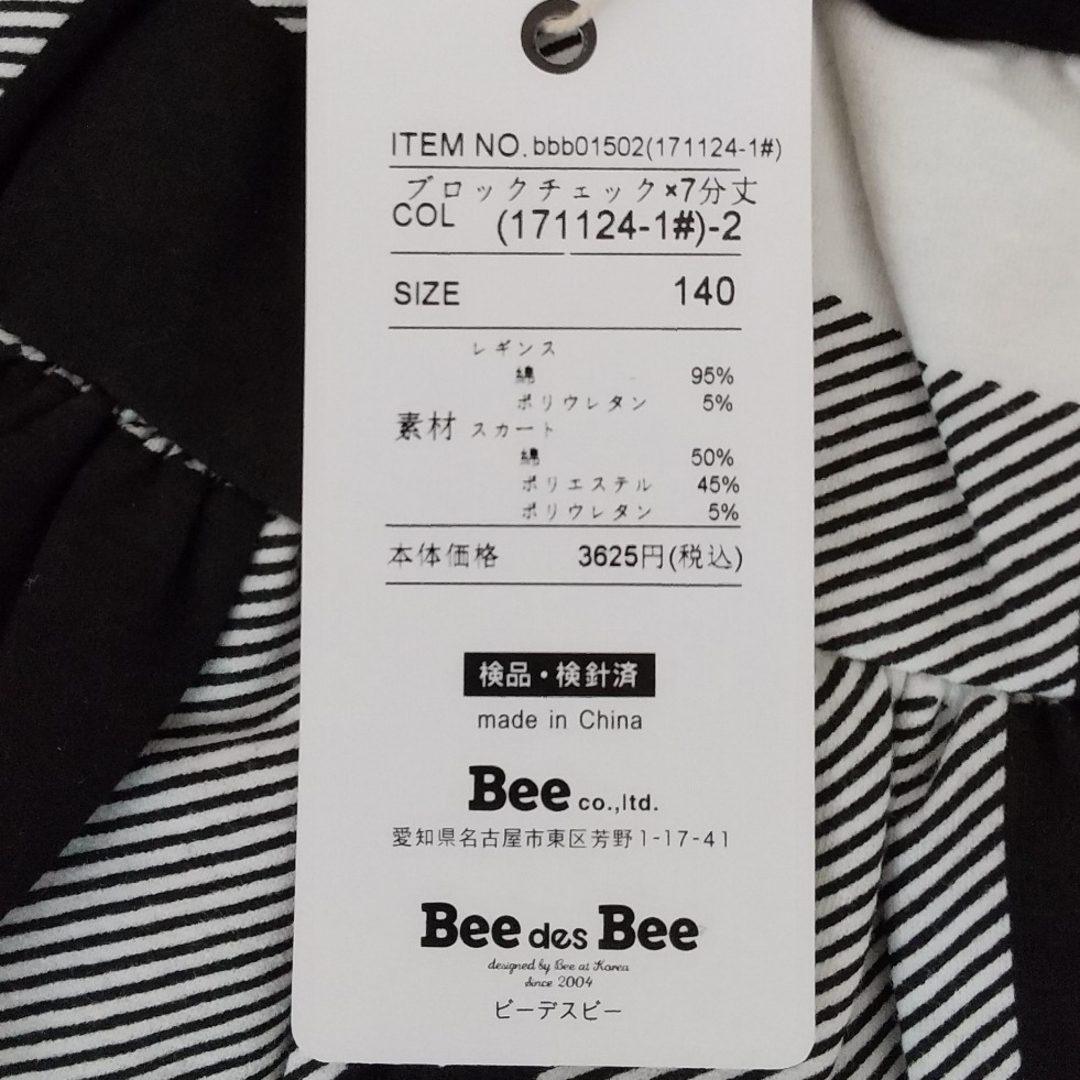 ITEM NO. bbb01502(171124-1#)
ブロックチェック×7分丈
COL (171124-1#)-2
SIZE 140
レギンス
綿 95%
ポリウレタン 5%
素材 スカート
綿 50%
ポリエステル 45%
ポリウレタン 5%
本体価格 3625円(税込)
検品・検針済
made in China
Bee co.,ltd.
愛知県名古屋市東区芳野1-17-41
Bee des Bee
designed by Bee at Korea
since 2004
ビーデスビー